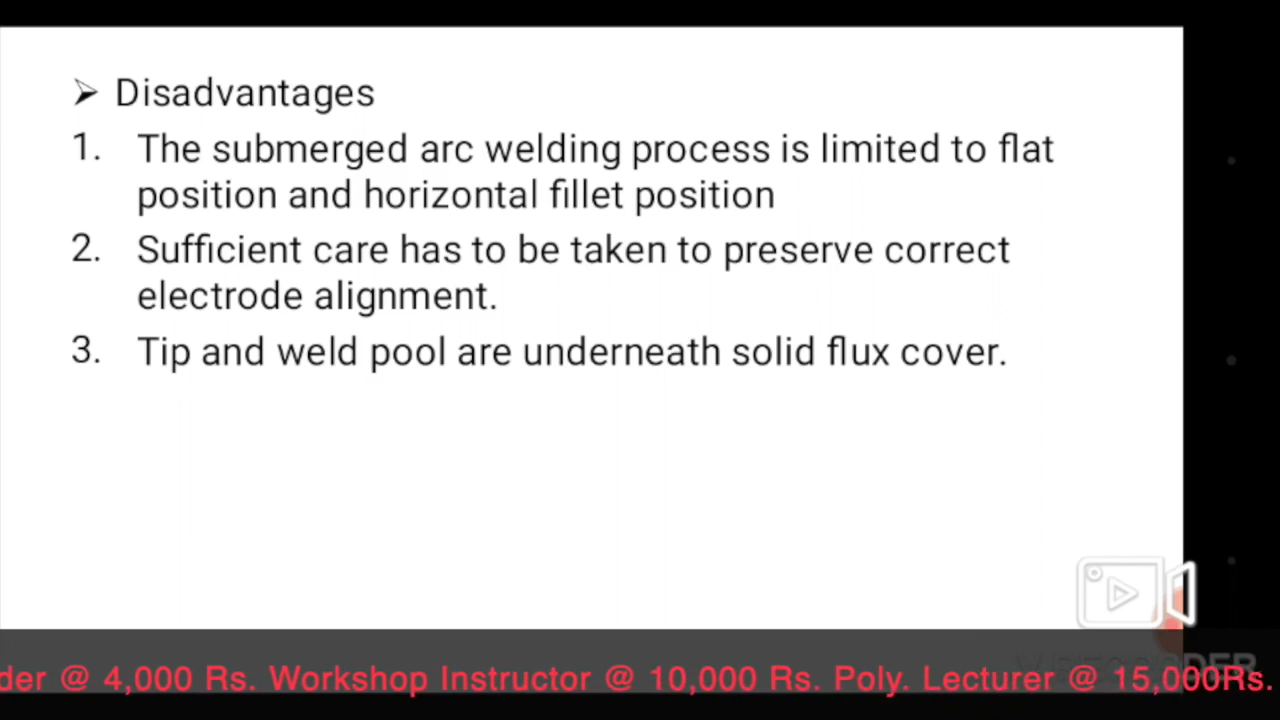 ➢ Disadvantages
1. The submerged arc welding process is limited to flat
position and horizontal fillet position
2. Sufficient care has to be taken to preserve correct
electrode alignment.
3. Tip and weld pool are underneath solid flux cover.
der @ 4,000 Rs. Workshop Instructor @ 10,000 Rs. Poly. Lecturer @ 15,000Rs.